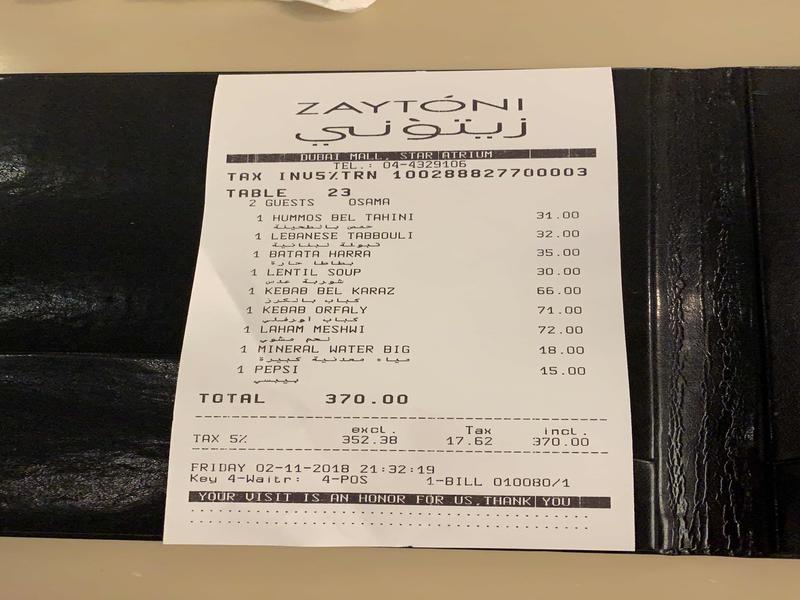 ZAYTÓNI
زيتوني
DUBAI MALL, STAR ATRIUM
TEL.: 04-4329106
TAX INV5%TRN 100288827700003
TABLE 23
2 GUESTS OSAMA
1 HUMMOS BEL TAHINI 31.00
حمص بالطحينة
1 LEBANESE TABBOULI 32.00
تبولة لبنانية
1 BATATA HARRA 35.00
بطاطا حارة
1 LENTIL SOUP 30.00
شوربة عدس
1 KEBAB BEL KARAZ 66.00
كباب بالكرز
1 KEBAB ORFALY 71.00
كباب أورفلي
1 LAHAM MESHWI 72.00
لحم مشوي
1 MINERAL WATER BIG 18.00
مياه معدنية كبيرة
1 PEPSI 15.00
بيبسي
TOTAL 370.00
excl. Tax incl.
TAX 5% 352.38 17.62 370.00
FRIDAY 02-11-2018 21:32:19
Key 4-Waitr: 4-POS 1-BILL 010080/1
YOUR VISIT IS AN HONOR FOR US,THANK YOU